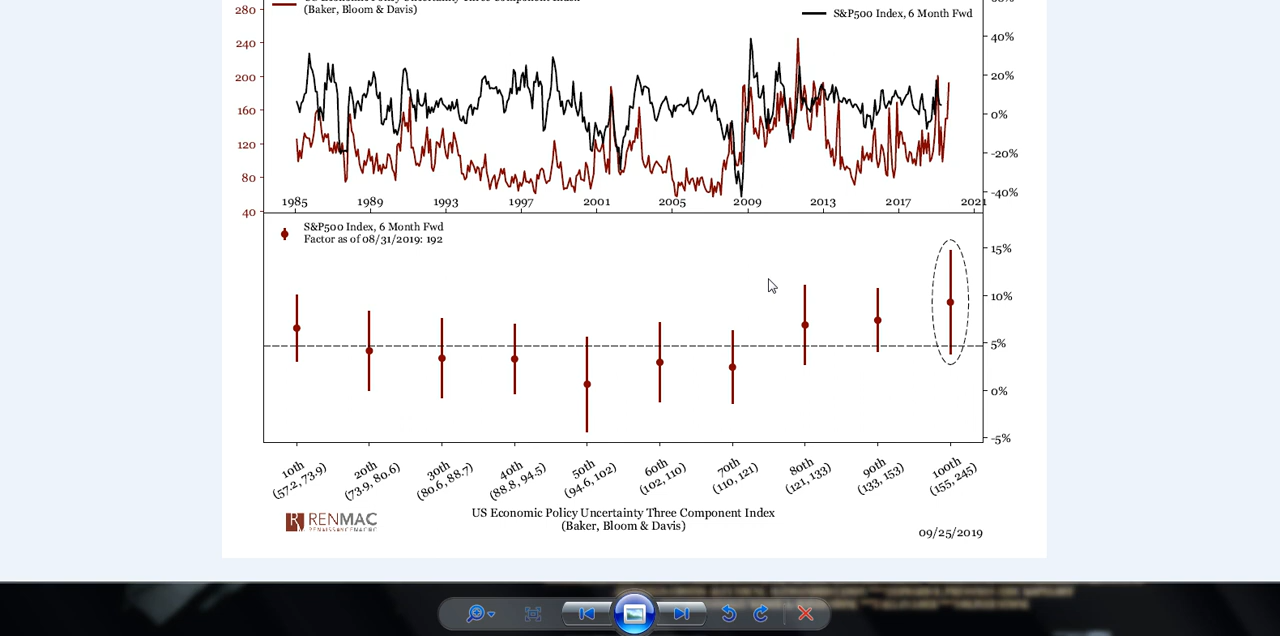 (Baker, Bloom & Davis)
S&P500 Index, 6 Month Fwd
280
240
200
160
120
80
40
40%
20%
0%
-20%
-40%
1985 1989 1993 1997 2001 2005 2009 2013 2017 2021
S&P500 Index, 6 Month Fwd
Factor as of 08/31/2019: 192
15%
10%
5%
0%
-5%
10th
(57.2, 73.9)
20th
(73.9, 80.6)
30th
(80.6, 88.7)
40th
(88.8, 94.5)
50th
(94.6, 102)
60th
(102, 110)
70th
(110, 121)
80th
(121, 133)
90th
(133, 153)
100th
(155, 245)
RENMAC
US Economic Policy Uncertainty Three Component Index
(Baker, Bloom & Davis)
09/25/2019